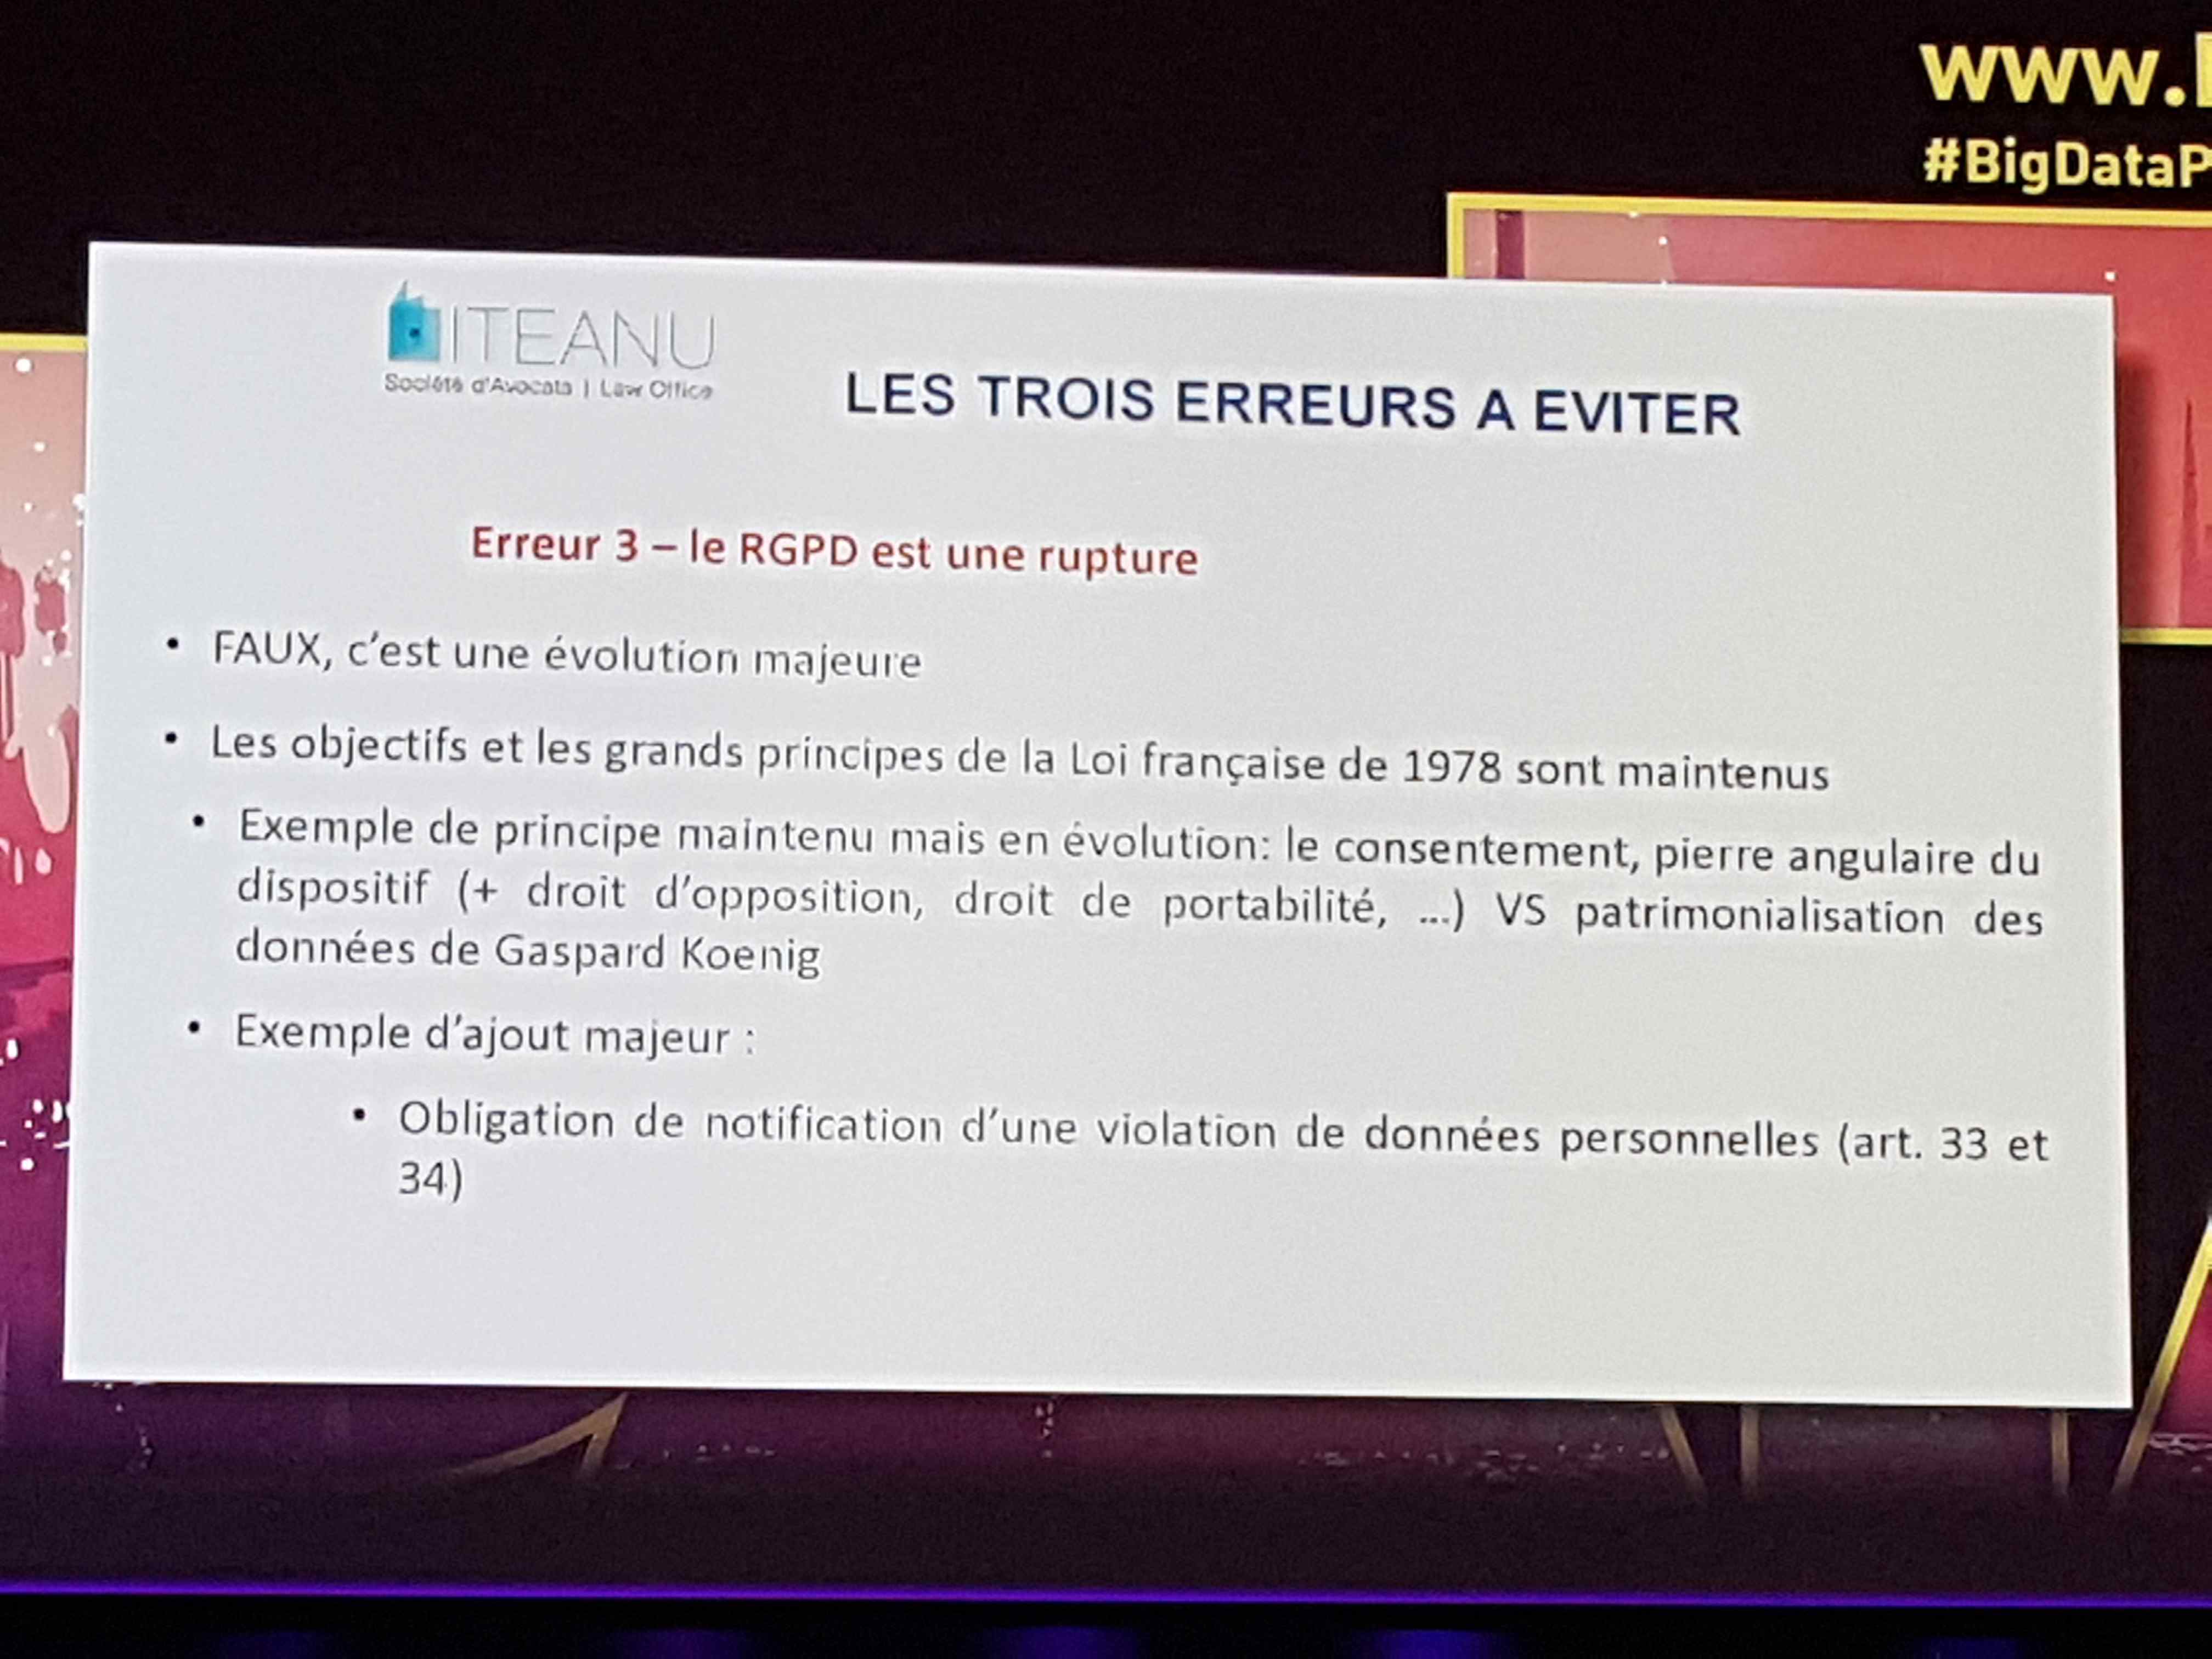 www.
#BigDataP
ITEANU
Société d'Avocats | Law Office
LES TROIS ERREURS A EVITER
Erreur 3 – le RGPD est une rupture
• FAUX, c'est une évolution majeure
• Les objectifs et les grands principes de la Loi française de 1978 sont maintenus
• Exemple de principe maintenu mais en évolution: le consentement, pierre angulaire du
dispositif (+ droit d'opposition, droit de portabilité, ...) VS patrimonialisation des
données de Gaspard Koenig
• Exemple d'ajout majeur :
• Obligation de notification d'une violation de données personnelles (art. 33 et
34)